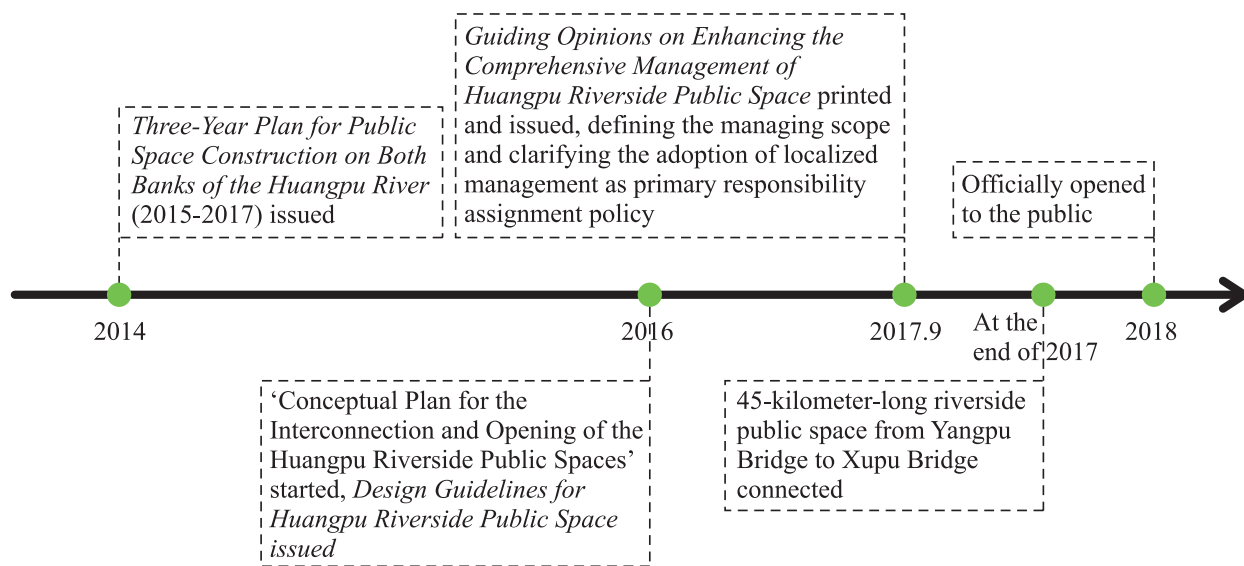 Three-Year Plan for Public
Space Construction on Both
Banks of the Huangpu River
(2015-2017) issued
Guiding Opinions on Enhancing the
Comprehensive Management of
Huangpu Riverside Public Space printed
and issued, defining the managing scope
and clarifying the adoption of localized
management as primary responsibility
assignment policy
Officially opened
to the public
2014
2016
2017.9
At the
end of 2017
2018
‘Conceptual Plan for the
Interconnection and Opening of the
Huangpu Riverside Public Spaces’
started, Design Guidelines for
Huangpu Riverside Public Space
issued
45-kilometer-long riverside
public space from Yangpu
Bridge to Xupu Bridge
connected